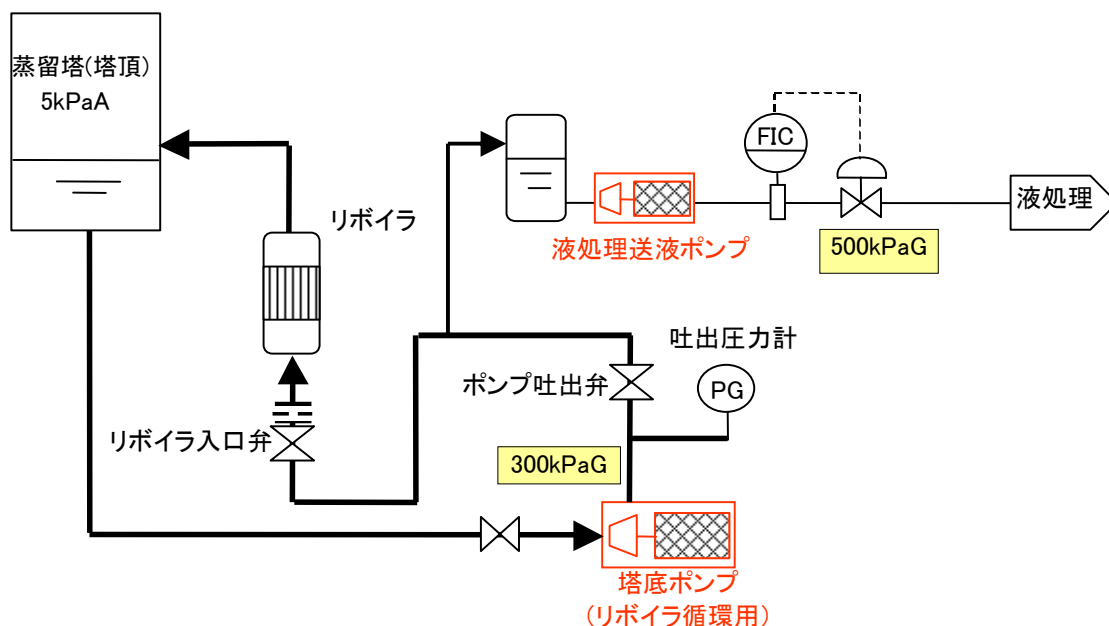 蒸留塔(塔頂)
5kPaA
FIC
液処理
リボイラ
液処理送液ポンプ
500kPaG
吐出圧力計
ポンプ吐出弁
PG
リボイラ入口弁
300kPaG
塔底ポンプ
(リボイラ循環用)